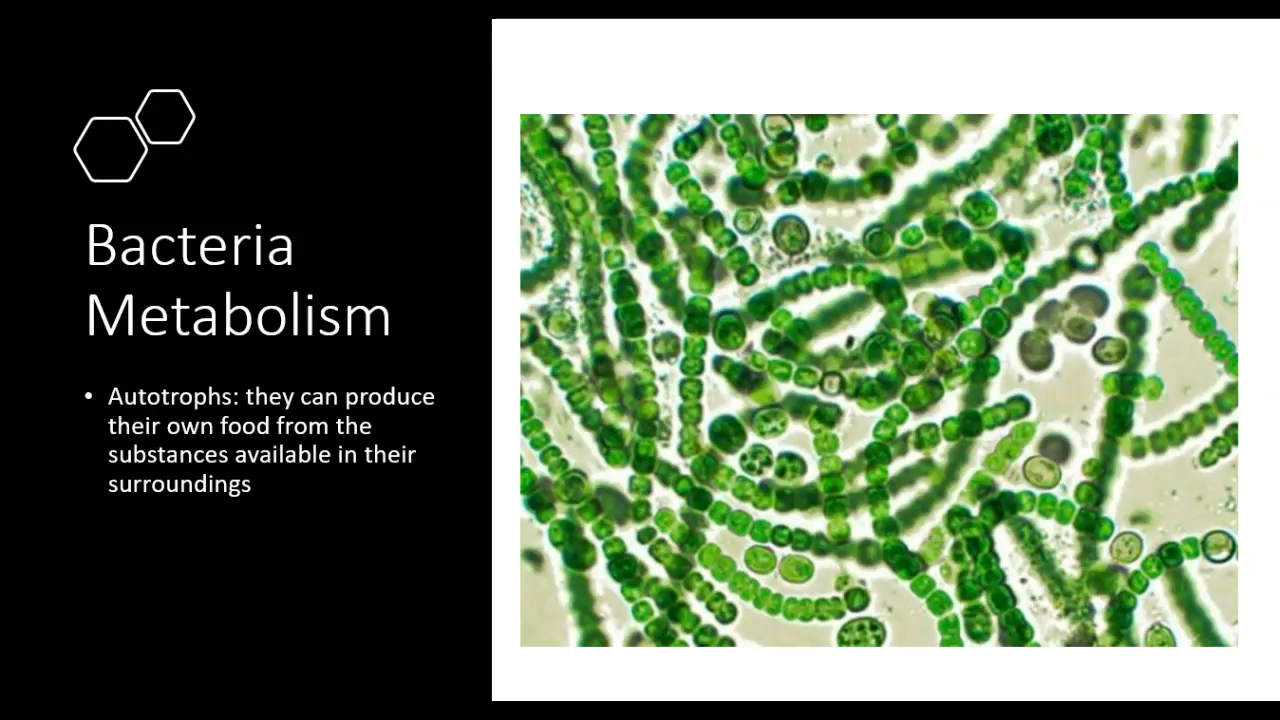 Bacteria
Metabolism
• Autotrophs: they can produce
their own food from the
substances available in their
surroundings